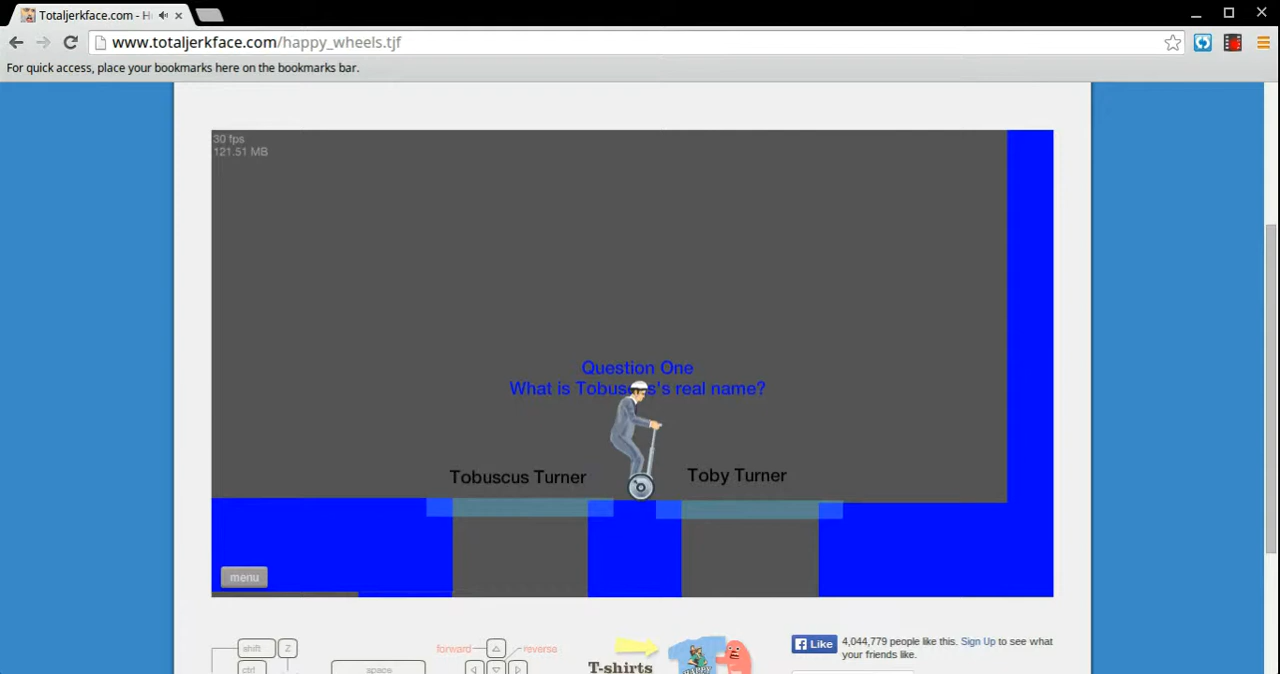 Totaljerkface.com - H
www.totaljerkface.com/happy_wheels.tjf
For quick access, place your bookmarks here on the bookmarks bar.
30 fps
121.51 MB
Question One
What is Tobuscus's real name?
Tobuscus Turner
Toby Turner
menu
shift Z
forward reverse
ctrl
space
T-shirts
Like 4,044,779 people like this. Sign Up to see what
your friends like.